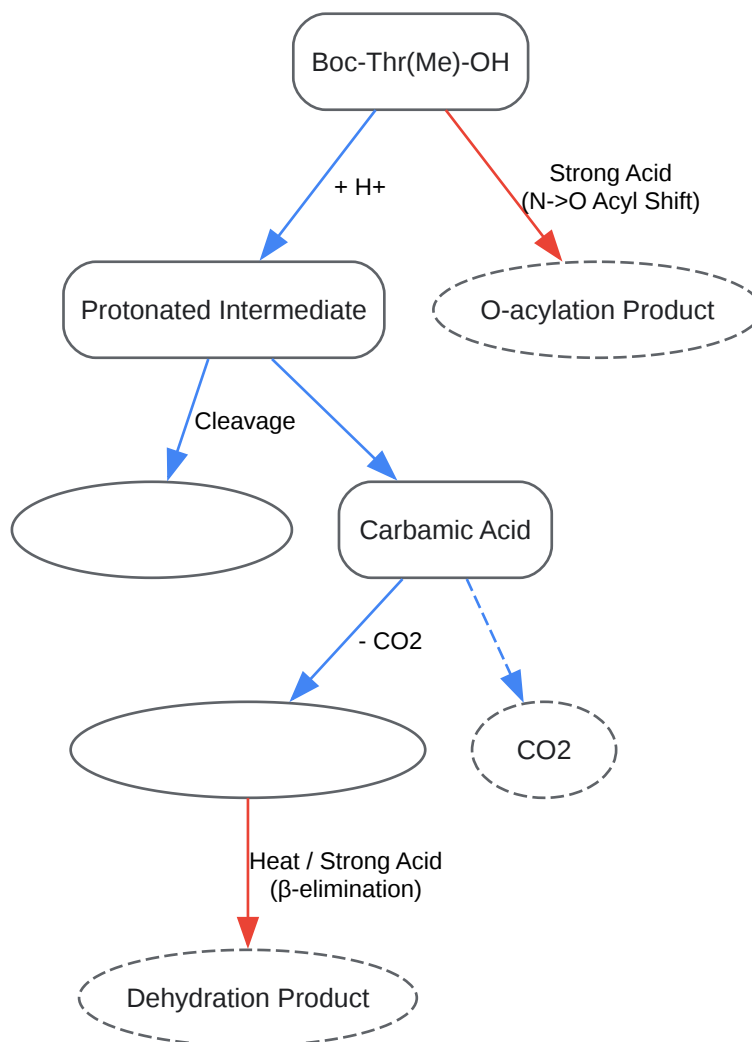 Boc-Thr(Me)-OH
+ H+
Strong Acid
(N->O Acyl Shift)
Protonated Intermediate
O-acylation Product
Cleavage
Carbamic Acid
- CO2
CO2
Heat / Strong Acid
(β-elimination)
Dehydration Product